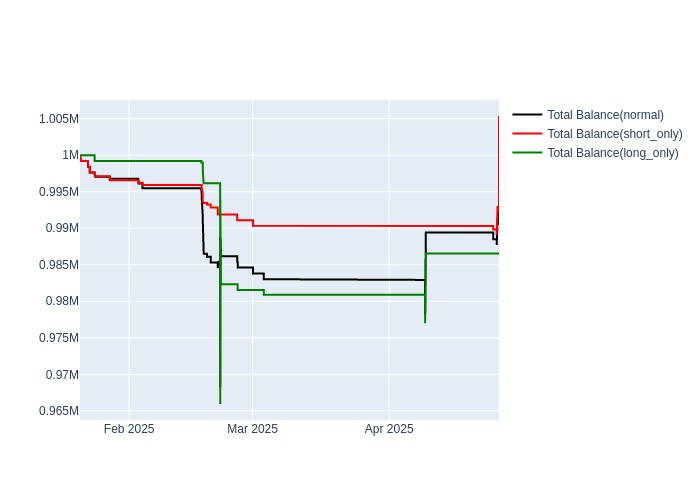 1.005M
1M
0.995M
0.99M
0.985M
0.98M
0.975M
0.97M
0.965M
Feb 2025
Mar 2025
Apr 2025
Total Balance(normal)
Total Balance(short_only)
Total Balance(long_only)